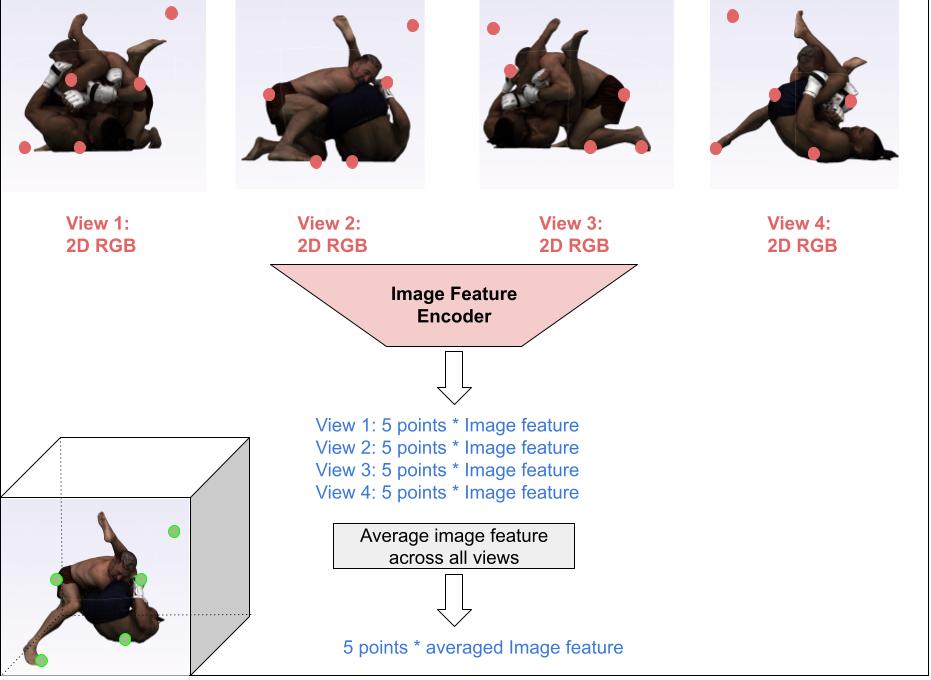 View 1:
2D RGB
View 2:
2D RGB
View 3:
2D RGB
View 4:
2D RGB
Image Feature
Encoder
View 1: 5 points * Image feature
View 2: 5 points * Image feature
View 3: 5 points * Image feature
View 4: 5 points * Image feature
Average image feature
across all views
5 points * averaged Image feature